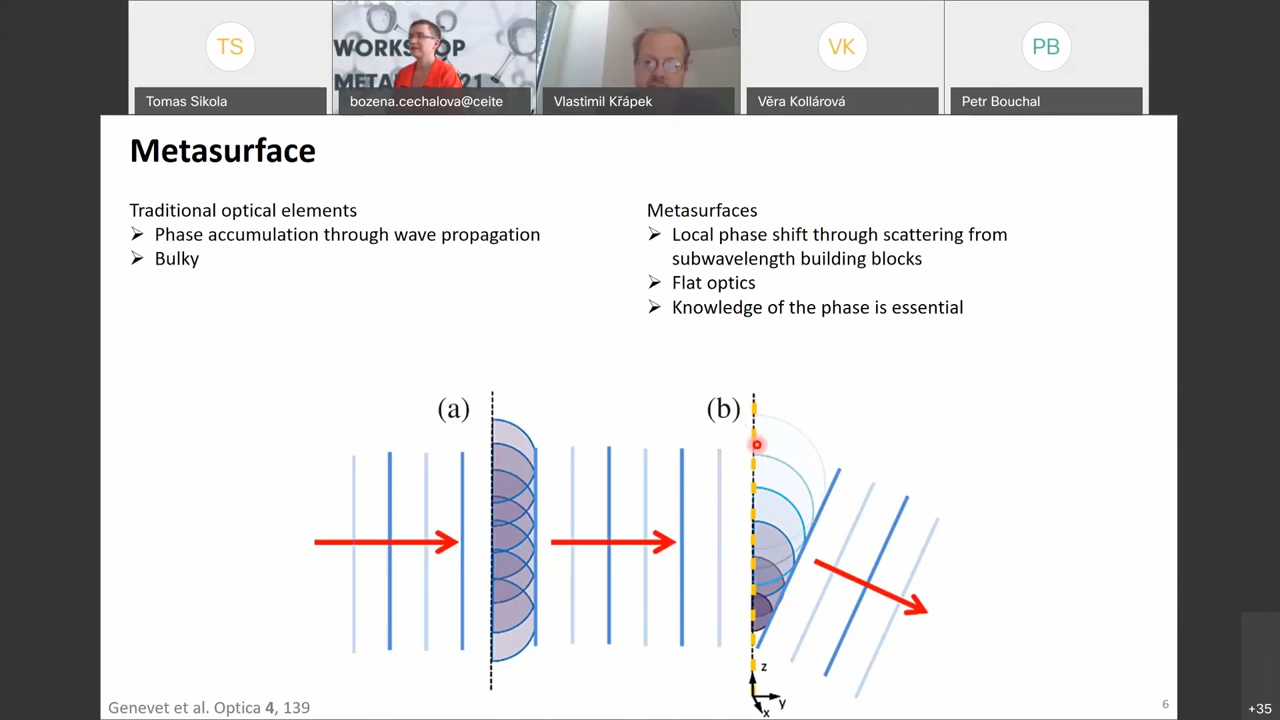 TS
WORKSHOP
VK
PB
Tomas Sikola
bozena.cechalova@ceite
Vlastimil Křápek
Věra Kollárová
Petr Bouchal
Metasurface
Traditional optical elements
➢ Phase accumulation through wave propagation
➢ Bulky
Metasurfaces
➢ Local phase shift through scattering from
subwavelength building blocks
➢ Flat optics
➢ Knowledge of the phase is essential
(a)
(b)
z
y
x
Genevet et al. Optica 4, 139
6
+35